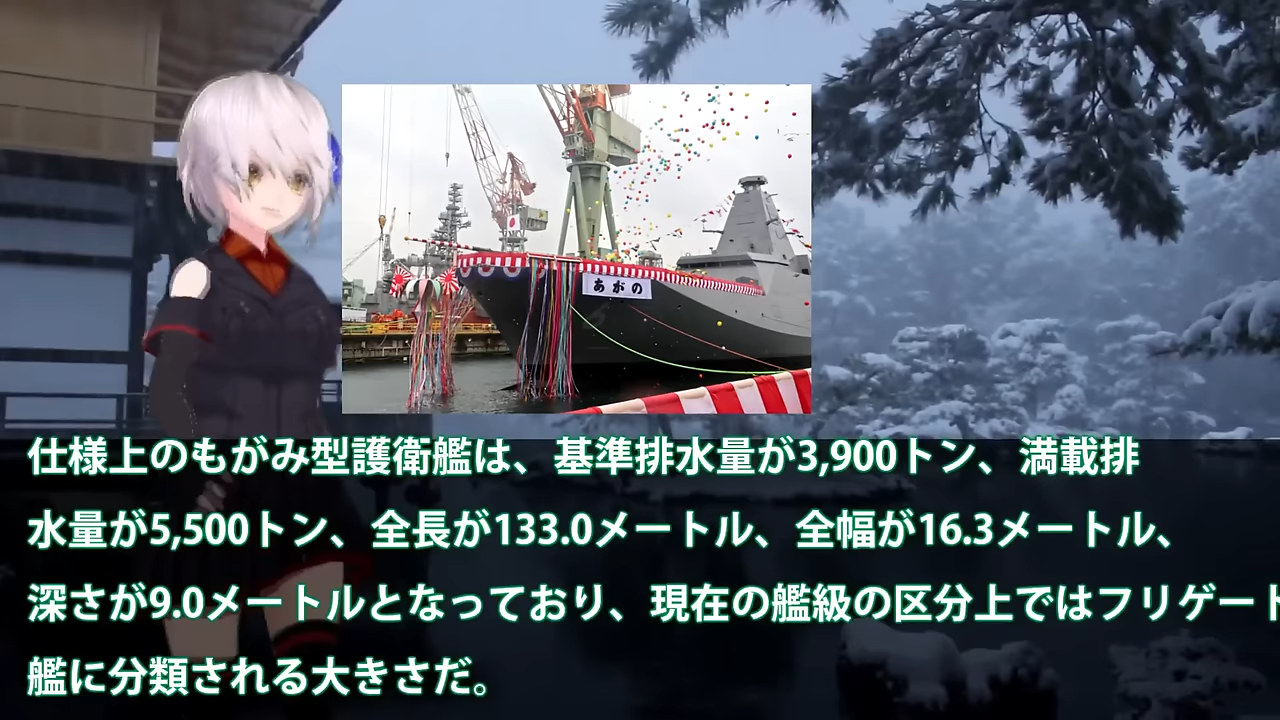 あがの
仕様上のもがみ型護衛艦は、基準排水量が3,900トン、満載排
水量が5,500トン、全長が133.0メートル、全幅が16.3メートル、
深さが9.0メートルとなっており、現在の艦級の区分上ではフリゲート
艦に分類される大きさだ。